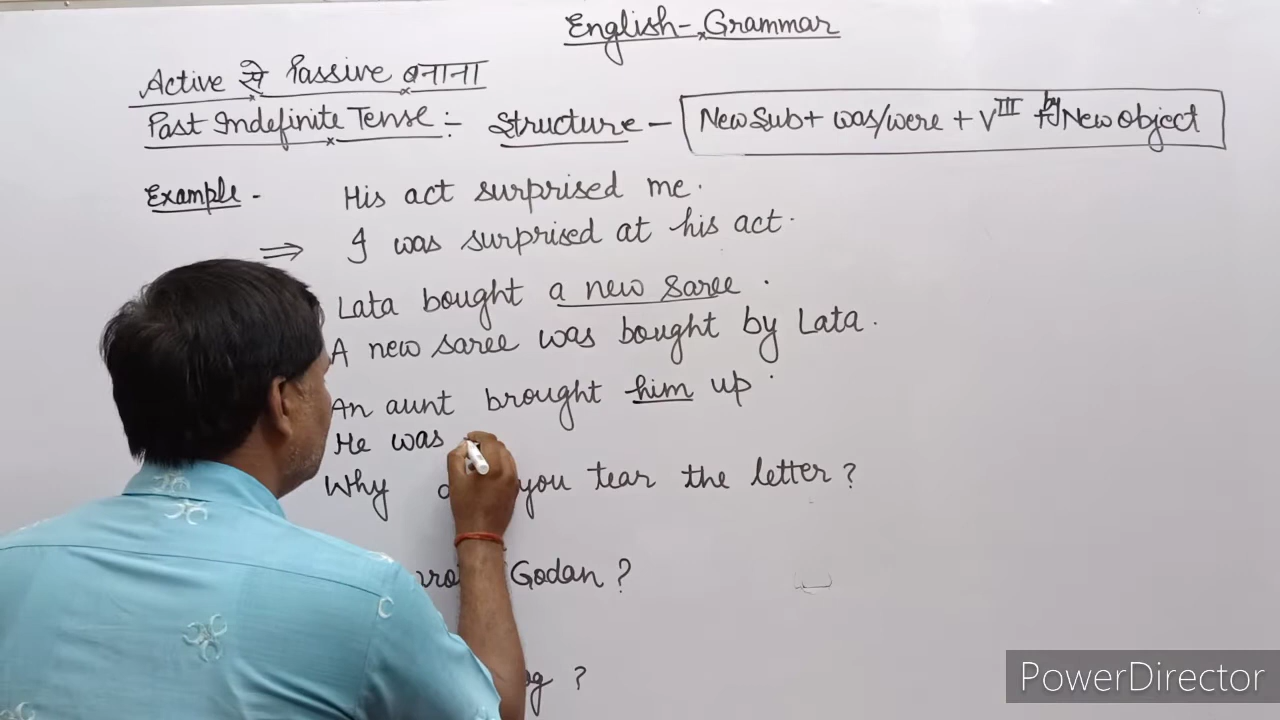 English-Grammar
Active से Passive बनाना
Past Indefinite Tense:- Structure - New Sub + was/were + V III + by New Object
Example - His act surprised me.
⇒ I was surprised at his act.
Lata bought a new saree.
A new saree was bought by Lata.
An aunt brought him up.
He was
Why you tear the letter?
Godan?
?
PowerDirector